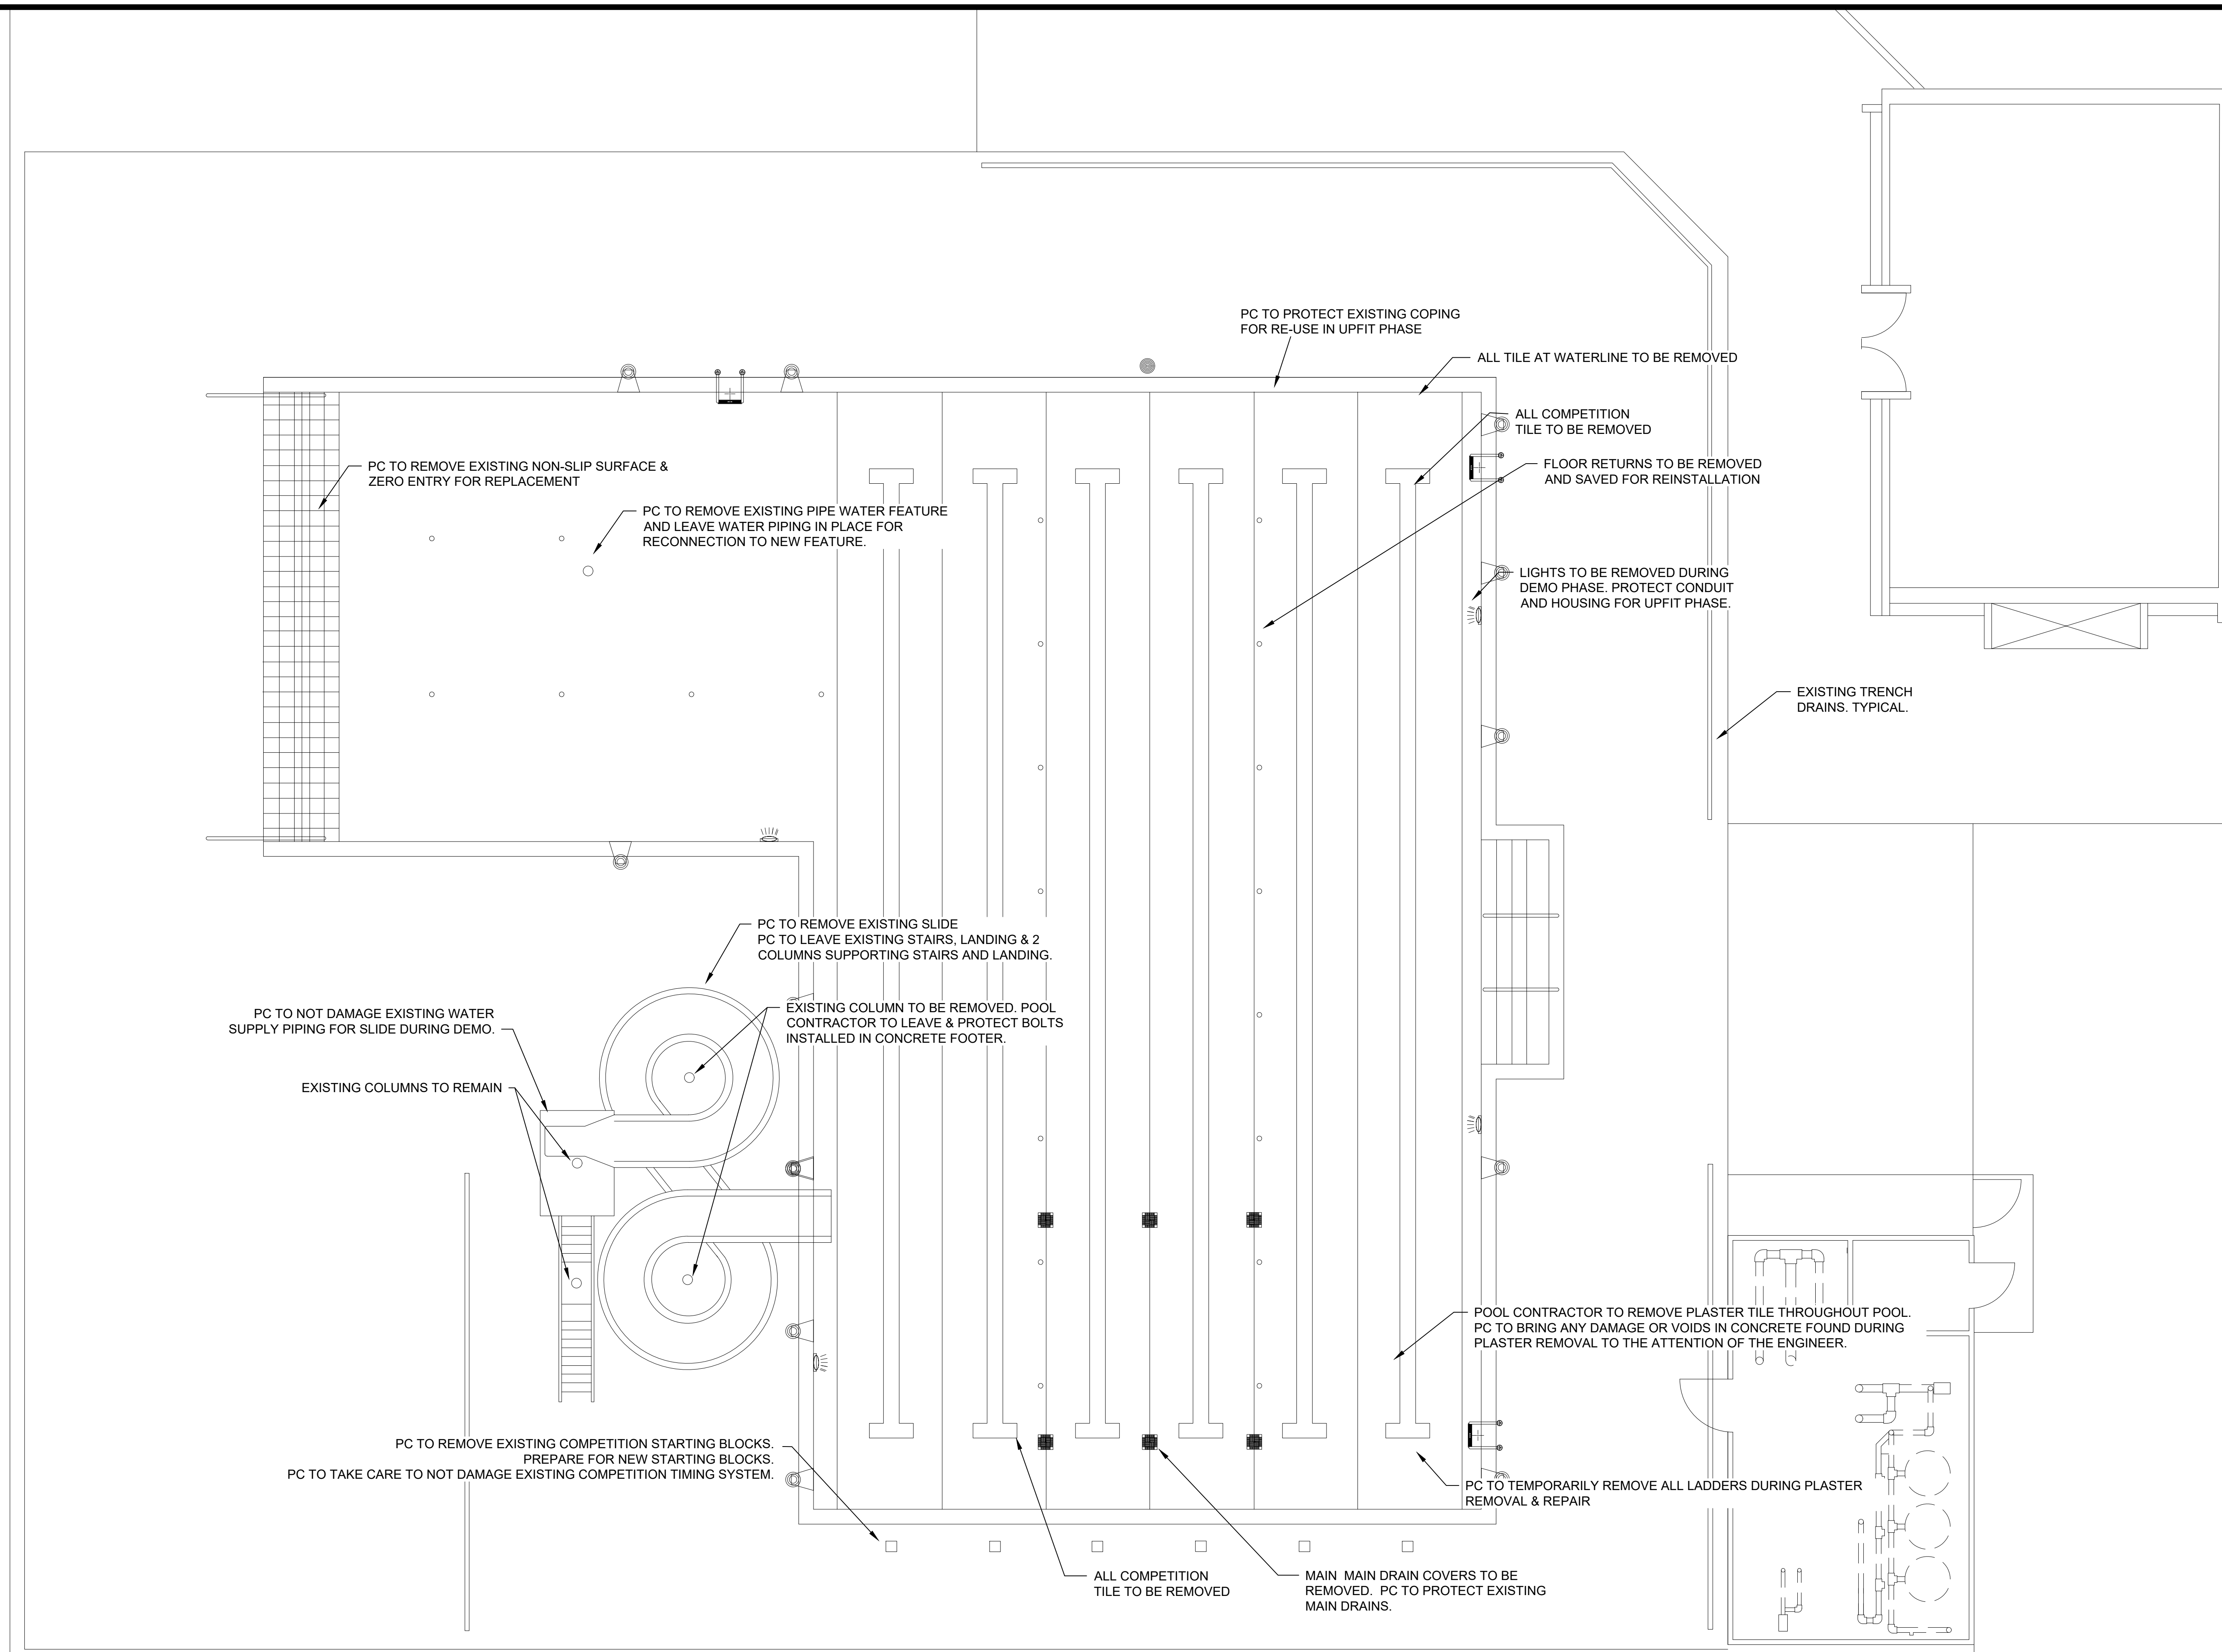 PC TO PROTECT EXISTING COPING
FOR RE-USE IN UPFIT PHASE
ALL TILE AT WATERLINE TO BE REMOVED
ALL COMPETITION
TILE TO BE REMOVED
PC TO REMOVE EXISTING NON-SLIP SURFACE &
ZERO ENTRY FOR REPLACEMENT
FLOOR RETURNS TO BE REMOVED
AND SAVED FOR REINSTALLATION
PC TO REMOVE EXISTING PIPE WATER FEATURE
AND LEAVE WATER PIPING IN PLACE FOR
RECONNECTION TO NEW FEATURE.
LIGHTS TO BE REMOVED DURING
DEMO PHASE. PROTECT CONDUIT
AND HOUSING FOR UPFIT PHASE.
EXISTING TRENCH
DRAINS. TYPICAL.
PC TO REMOVE EXISTING SLIDE
PC TO LEAVE EXISTING STAIRS, LANDING & 2
COLUMNS SUPPORTING STAIRS AND LANDING.
EXISTING COLUMN TO BE REMOVED. POOL
CONTRACTOR TO LEAVE & PROTECT BOLTS
INSTALLED IN CONCRETE FOOTER.
PC TO NOT DAMAGE EXISTING WATER
SUPPLY PIPING FOR SLIDE DURING DEMO.
EXISTING COLUMNS TO REMAIN
POOL CONTRACTOR TO REMOVE PLASTER TILE THROUGHOUT POOL.
PC TO BRING ANY DAMAGE OR VOIDS IN CONCRETE FOUND DURING
PLASTER REMOVAL TO THE ATTENTION OF THE ENGINEER.
PC TO REMOVE EXISTING COMPETITION STARTING BLOCKS.
PREPARE FOR NEW STARTING BLOCKS.
PC TO TAKE CARE TO NOT DAMAGE EXISTING COMPETITION TIMING SYSTEM.
PC TO TEMPORARILY REMOVE ALL LADDERS DURING PLASTER
REMOVAL & REPAIR
ALL COMPETITION
TILE TO BE REMOVED
MAIN  MAIN DRAIN COVERS TO BE
REMOVED.  PC TO PROTECT EXISTING
MAIN DRAINS.